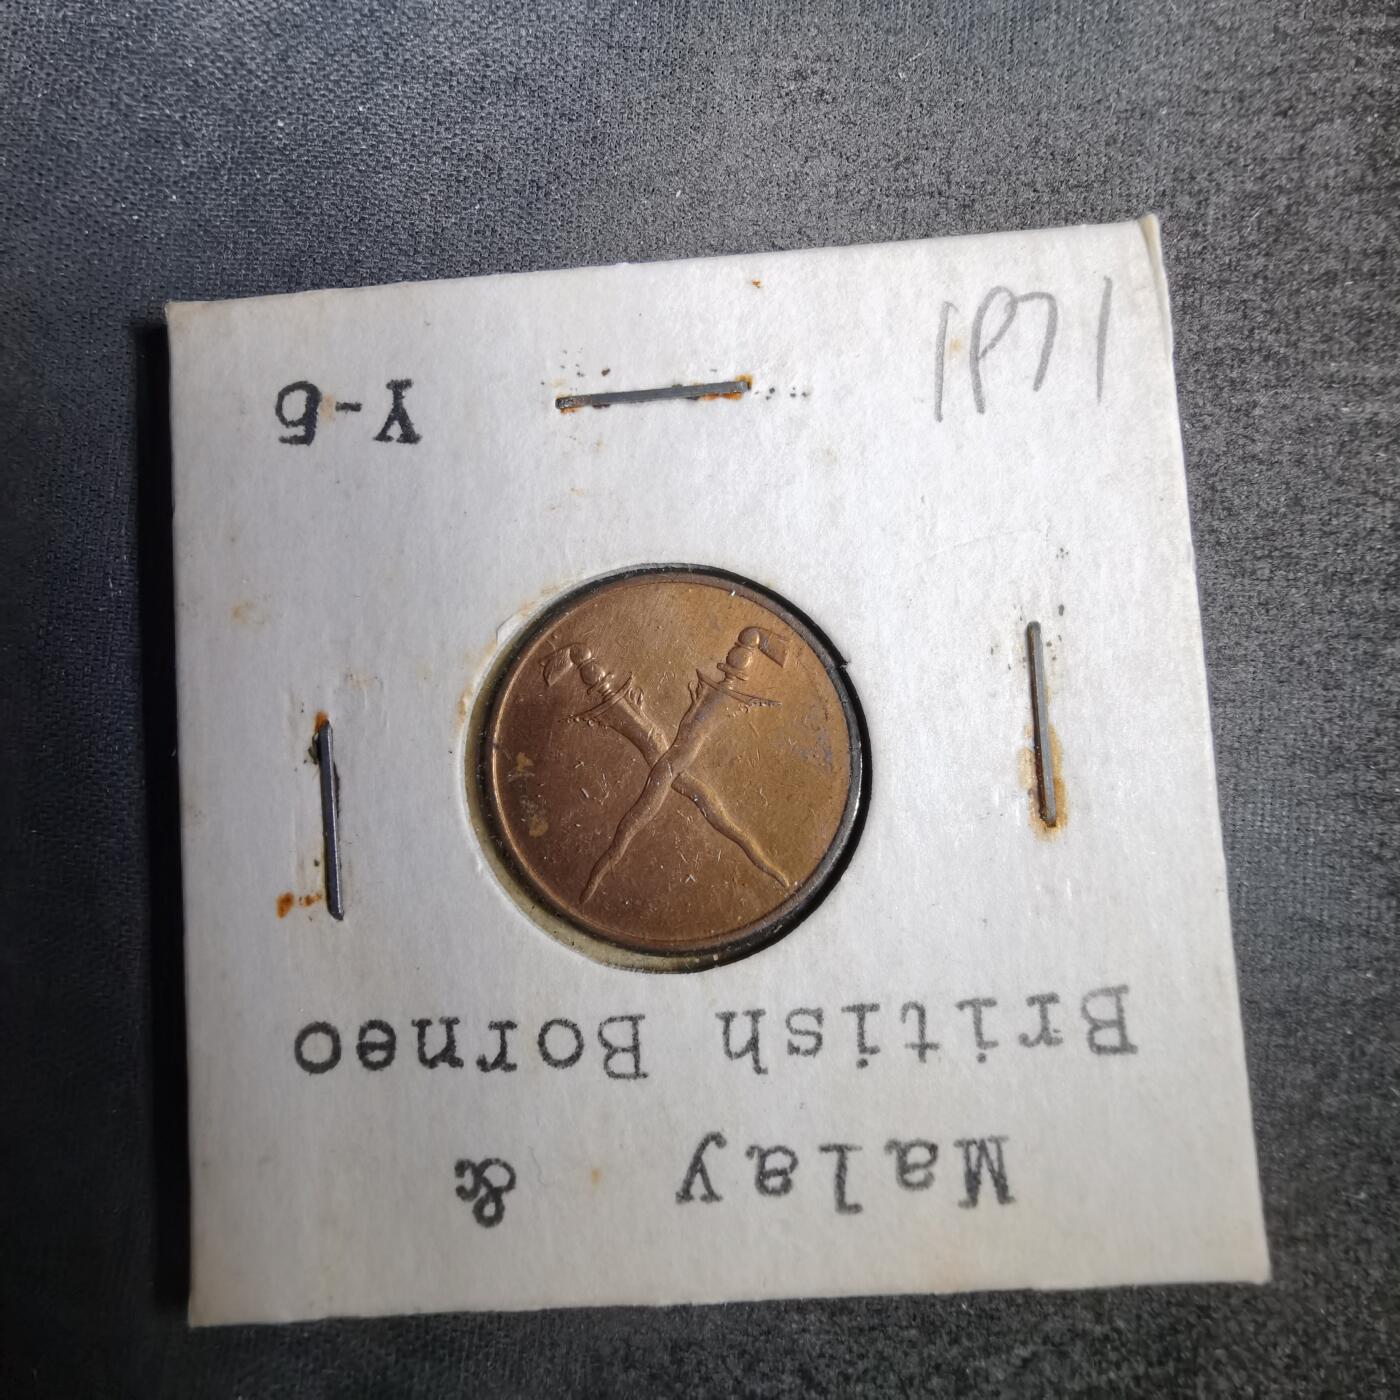 Malay &
British Borneo
Y-5
1971